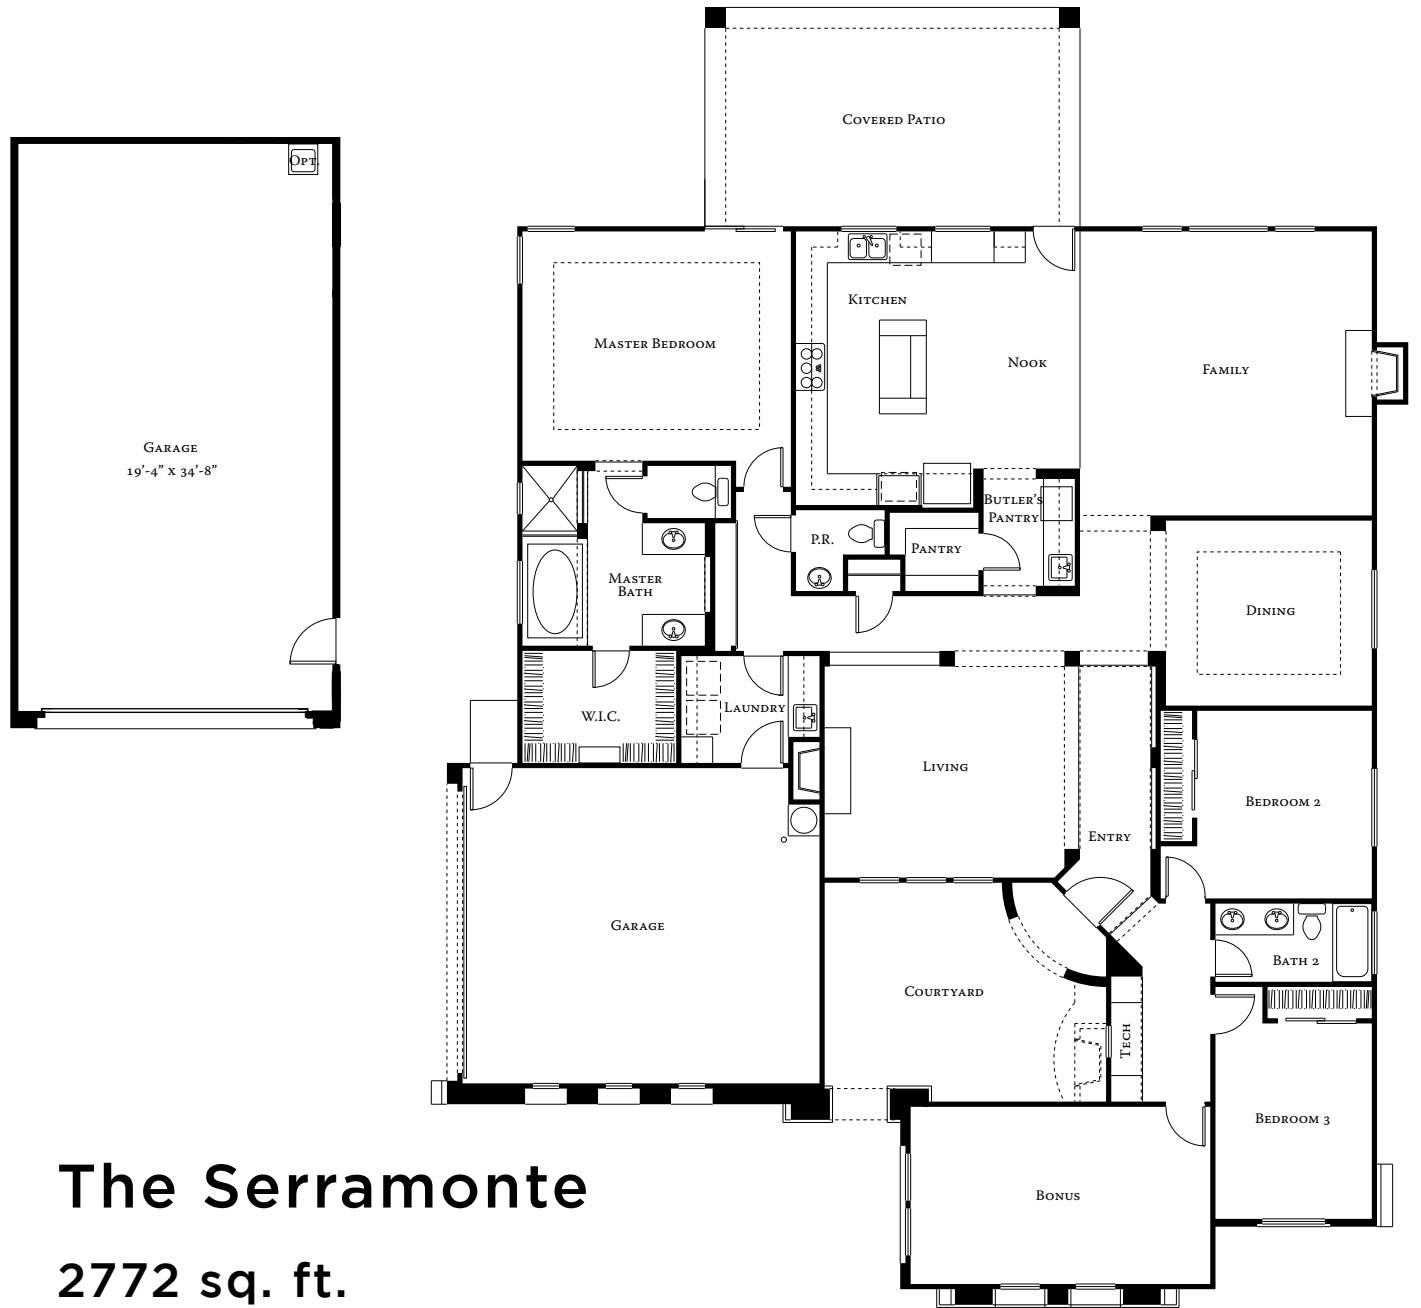 Covered Patio
Opt.
Kitchen
Master Bedroom
Nook
Family
Garage
19'-4" x 34'-8"
Butler's
Pantry
P.R.
Pantry
Master
Bath
Dining
Laundry
W.I.C.
Living
Bedroom 2
Entry
Garage
Bath 2
Courtyard
Tech
Bedroom 3
Bonus
The Serramonte
2772 sq. ft.